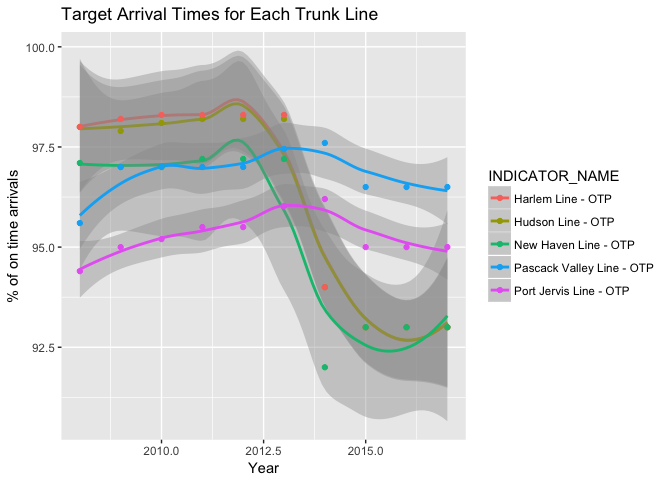 Target Arrival Times for Each Trunk Line
100.0
97.5
95.0
92.5
% of on time arrivals
2010.0
2012.5
2015.0
Year
INDICATOR_NAME
Harlem Line - OTP
Hudson Line - OTP
New Haven Line - OTP
Pascack Valley Line - OTP
Port Jervis Line - OTP